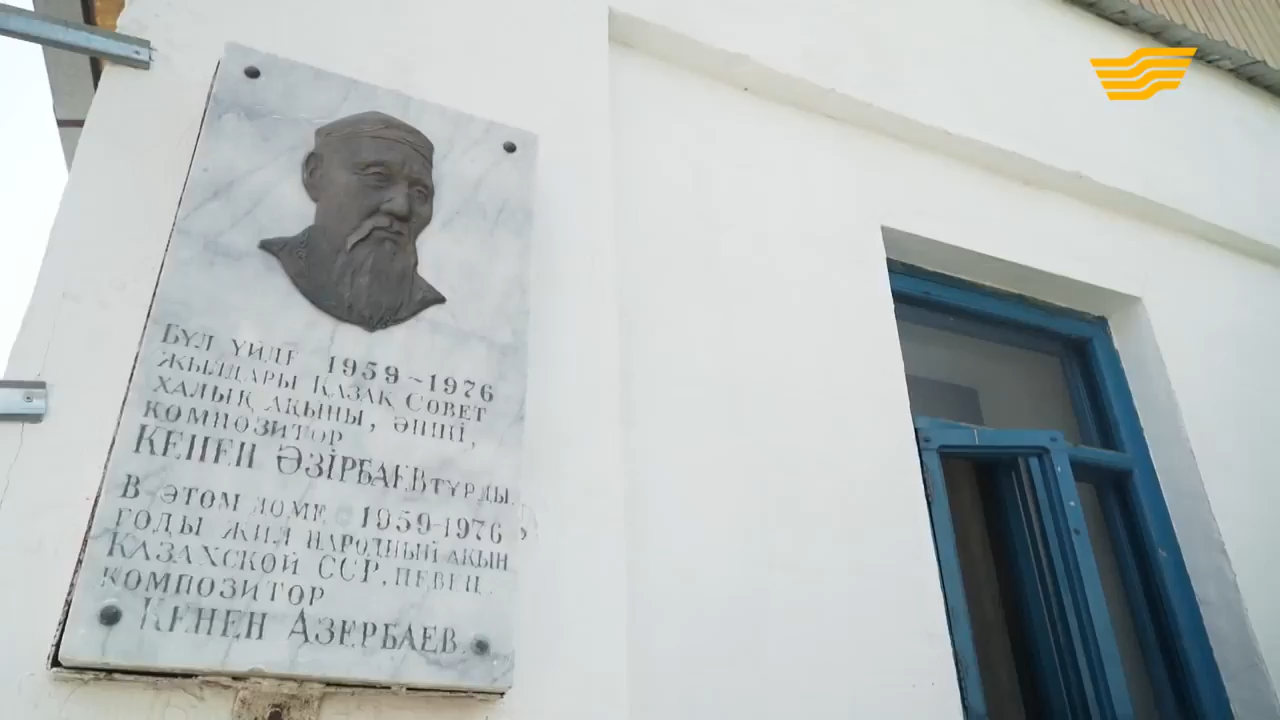 БҰЛ ҮЙДЕ 1959-1976
ЖЫЛДАРЫ ҚАЗАҚ СОВЕТ
ХАЛЫҚ АҚЫНЫ, ӘНШІ,
КОМПОЗИТОР
КЕНЕН ӘЗІРБАЕВ ТҰРДЫ.
В ЭТОМ ДОМЕ 1959-1976
ГОДЫ ЖИЛ НАРОДНЫЙ АКЫН
КАЗАХСКОЙ ССР, ПЕВЕЦ,
КОМПОЗИТОР
КЕНЕН АЗЕРБАЕВ.